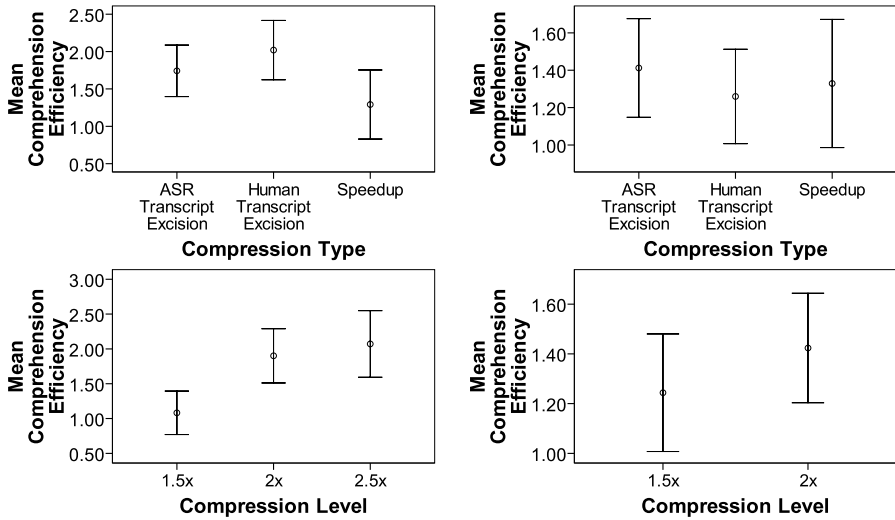 Mean
Comprehension
Efficiency
2.50
2.00
1.50
1.00
0.50
ASR
Transcript
Excision
Human
Transcript
Excision
Speedup
Compression Type
Mean
Comprehension
Efficiency
1.60
1.40
1.20
1.00
ASR
Transcript
Excision
Human
Transcript
Excision
Speedup
Compression Type
Mean
Comprehension
Efficiency
3.00
2.50
2.00
1.50
1.00
0.50
1.5x
2x
2.5x
Compression Level
Mean
Comprehension
Efficiency
1.60
1.40
1.20
1.00
1.5x
2x
Compression Level